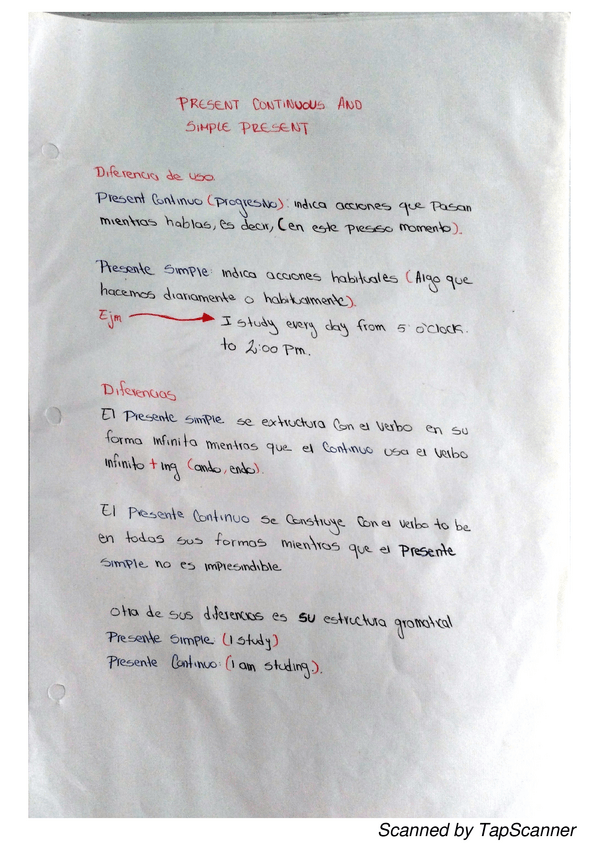 PRESENT CONTINUOUS AND
SIMPLE PRESENT
Diferencia de uso
Present Continuo (Progresivo): indica acciones que Pasan
mientras hablas, es decir, (en este preciso momento).
Presente Simple: indica acciones habituales (Algo que
hacemos diariamente o habitualmente).
Ejm → I study every day from 5 o'clock.
to 2:00 Pm.
Diferencias
El Presente simple se extructura Con el verbo en su
forma infinita mientras que el Continuo usa el verbo
infinito + ing (ando, endo).
El Presente Continuo se Construye Con el verbo to be
en todas sus formas mientras que el Presente
Simple no es impresindible
Otra de sus diferencias es su estructura gramatical
Presente Simple: (I study)
Presente Continuo: (i am studing.).
Scanned by TapScanner